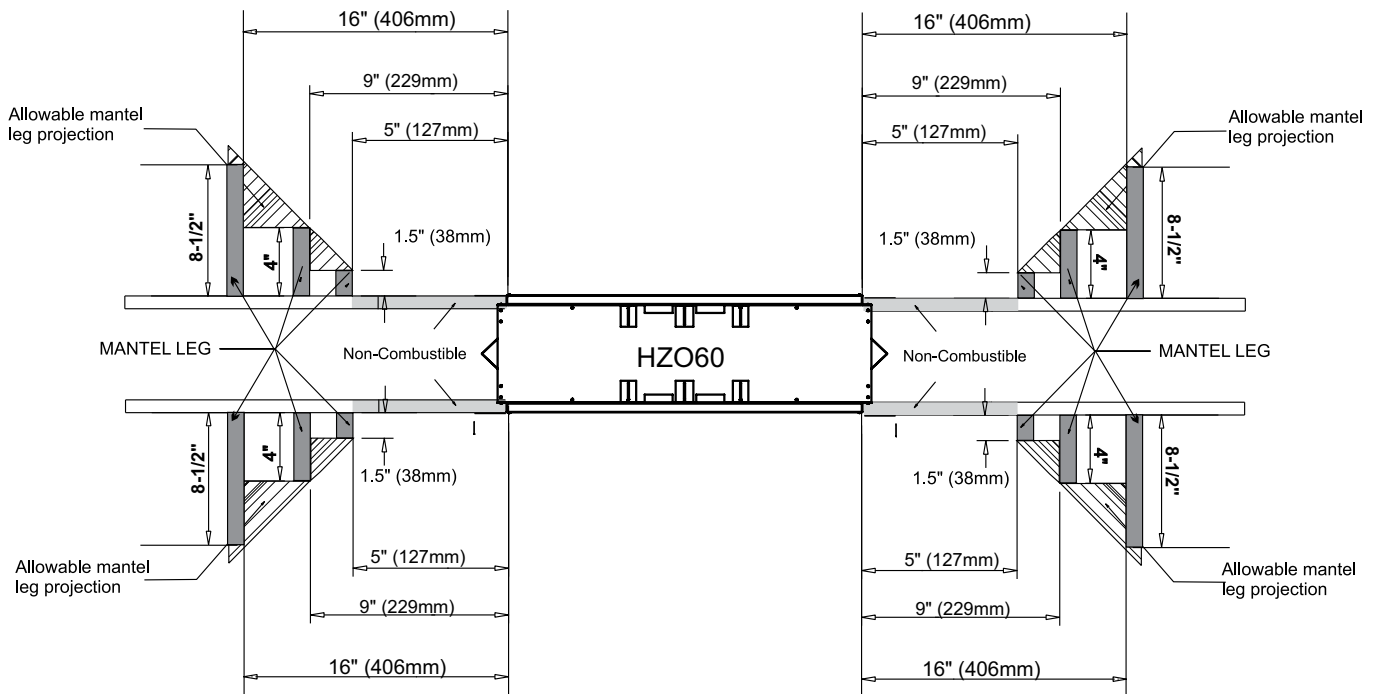 16" (406mm)
16" (406mm)
9" (229mm)
9" (229mm)
Allowable mantel
leg projection
5" (127mm)
5" (127mm)
Allowable mantel
leg projection
8-1/2"
4"
1.5" (38mm)
1.5" (38mm)
4"
8-1/2"
MANTEL LEG
Non-Combustible
HZO60
Non-Combustible
MANTEL LEG
8-1/2"
4"
1.5" (38mm)
1.5" (38mm)
4"
8-1/2"
Allowable mantel
leg projection
5" (127mm)
5" (127mm)
Allowable mantel
leg projection
9" (229mm)
9" (229mm)
16" (406mm)
16" (406mm)